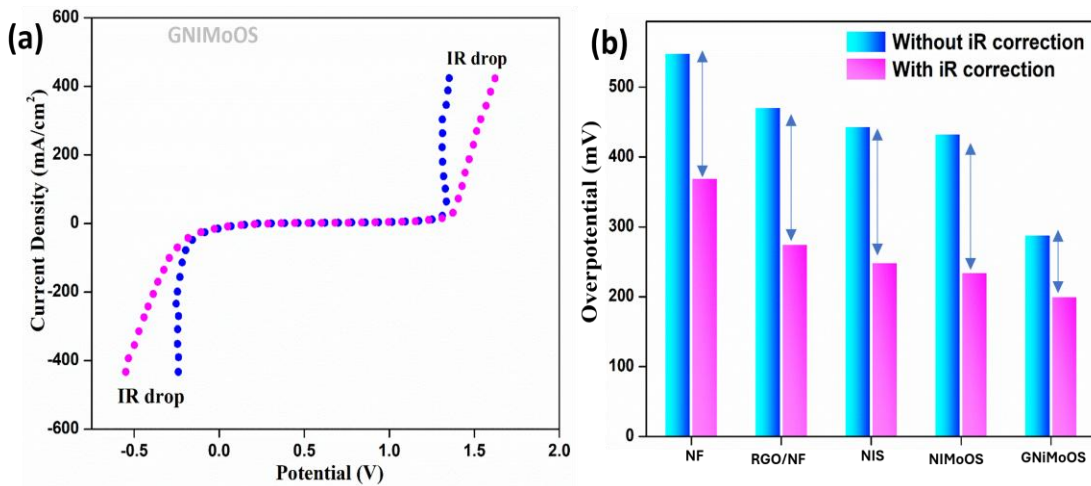 (a)
GNIMoOS
IR drop
IR drop
Current Density (mA/cm²)
600
400
200
0
-200
-400
-600
-0.5 0.0 0.5 1.0 1.5 2.0
Potential (V)
(b)
Without iR correction
With iR correction
Overpotential (mV)
500
400
300
200
100
0
NF RGO/NF NIS NIMoOS GNiMoOS